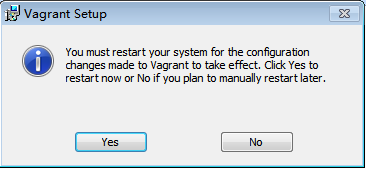 Vagrant Setup
You must restart your system for the configuration
changes made to Vagrant to take effect. Click Yes to
restart now or No if you plan to manually restart later.
Yes
No